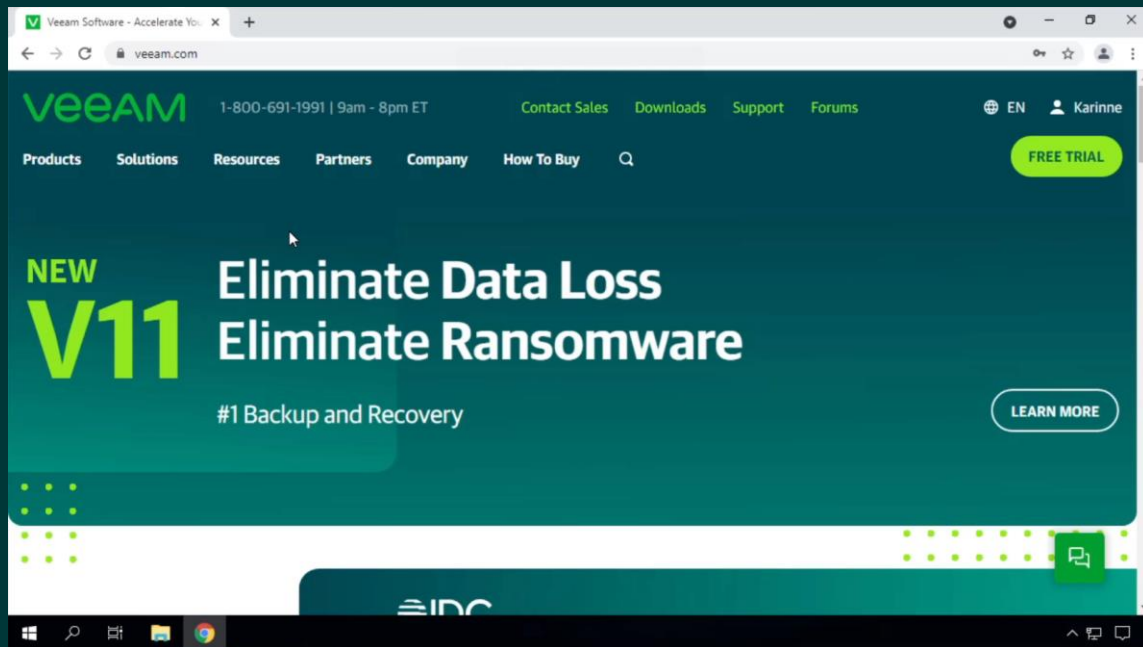 Veeam Software - Accelerate You
veeam.com
veeAM
1-800-691-1991 | 9am - 8pm ET
Contact Sales Downloads Support Forums
EN Karinne
Products Solutions Resources Partners Company How To Buy
FREE TRIAL
NEW
V11
Eliminate Data Loss
Eliminate Ransomware
#1 Backup and Recovery
LEARN MORE
IDC